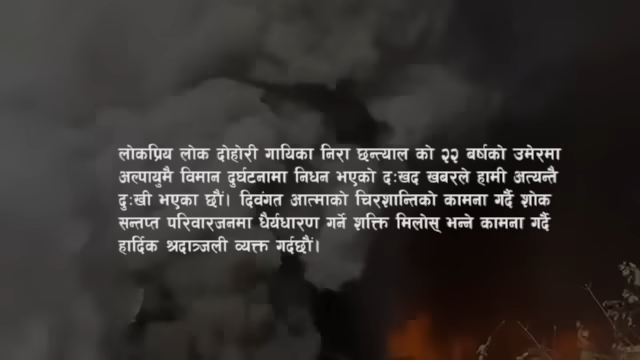 लोकप्रिय लोक दोहोरी गायिका निरा छन्त्याल को २२ बर्षको उमेरमा
अल्पायुमै विमान दुर्घटनामा निधन भएको दःखद खबरले हामी अत्यन्तै
दुःखी भएका छौं। दिवंगत आत्माको चिरशान्तिको कामना गर्दै शोक
सन्तप्त परिवारजनमा धैर्यधारण गर्ने शक्ति मिलोस् भन्ने कामना गर्दै
हार्दिक श्रदाञ्जली व्यक्त गर्दछौं।